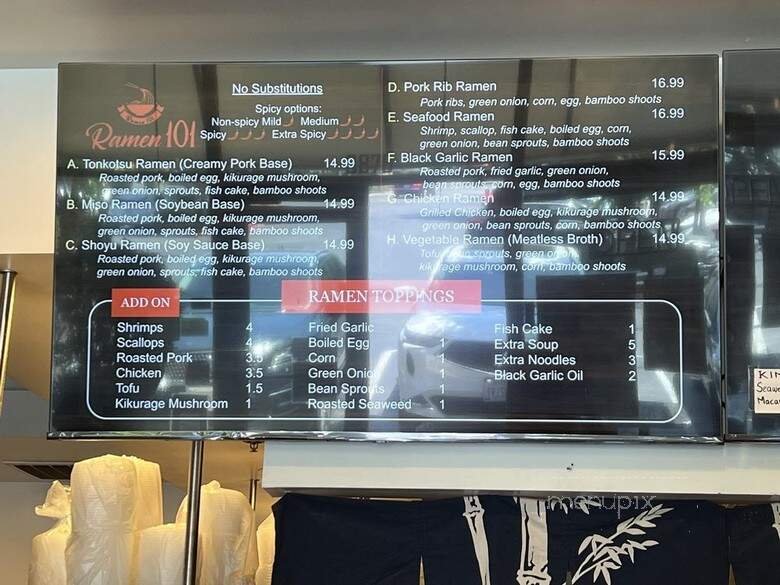 Ramen 101
No Substitutions
Spicy options:
Non-spicy Mild Medium
Spicy Extra Spicy
A. Tonkotsu Ramen (Creamy Pork Base) 14.99
Roasted pork, boiled egg, kikurage mushroom,
green onion, sprouts, fish cake, bamboo shoots
B. Miso Ramen (Soybean Base) 14.99
Roasted pork, boiled egg, kikurage mushroom,
green onion, sprouts, fish cake, bamboo shoots
C. Shoyu Ramen (Soy Sauce Base) 14.99
Roasted pork, boiled egg, kikurage mushroom,
green onion, sprouts, fish cake, bamboo shoots
D. Pork Rib Ramen 16.99
Pork ribs, green onion, corn, egg, bamboo shoots
E. Seafood Ramen 16.99
Shrimp, scallop, fish cake, boiled egg, corn,
green onion, bean sprouts, bamboo shoots
F. Black Garlic Ramen 15.99
Roasted pork, fried garlic, green onion,
bean sprouts, corn, egg, bamboo shoots
G. Chicken Ramen 14.99
Grilled Chicken, boiled egg, kikurage mushroom,
green onion, bean sprouts, corn, bamboo shoots
H. Vegetable Ramen (Meatless Broth) 14.99
Tofu, bean sprouts, green onion,
kikurage mushroom, corn, bamboo shoots
ADD ON
RAMEN TOPPINGS
Shrimps 4
Scallops 4
Roasted Pork 3.5
Chicken 3.5
Tofu 1.5
Kikurage Mushroom 1
Fried Garlic
Boiled Egg 1
Corn 1
Green Onion 1
Bean Sprouts 1
Roasted Seaweed 1
Fish Cake 1
Extra Soup 5
Extra Noodles 3
Black Garlic Oil 2
KIM
Seawe
Maca
menupix